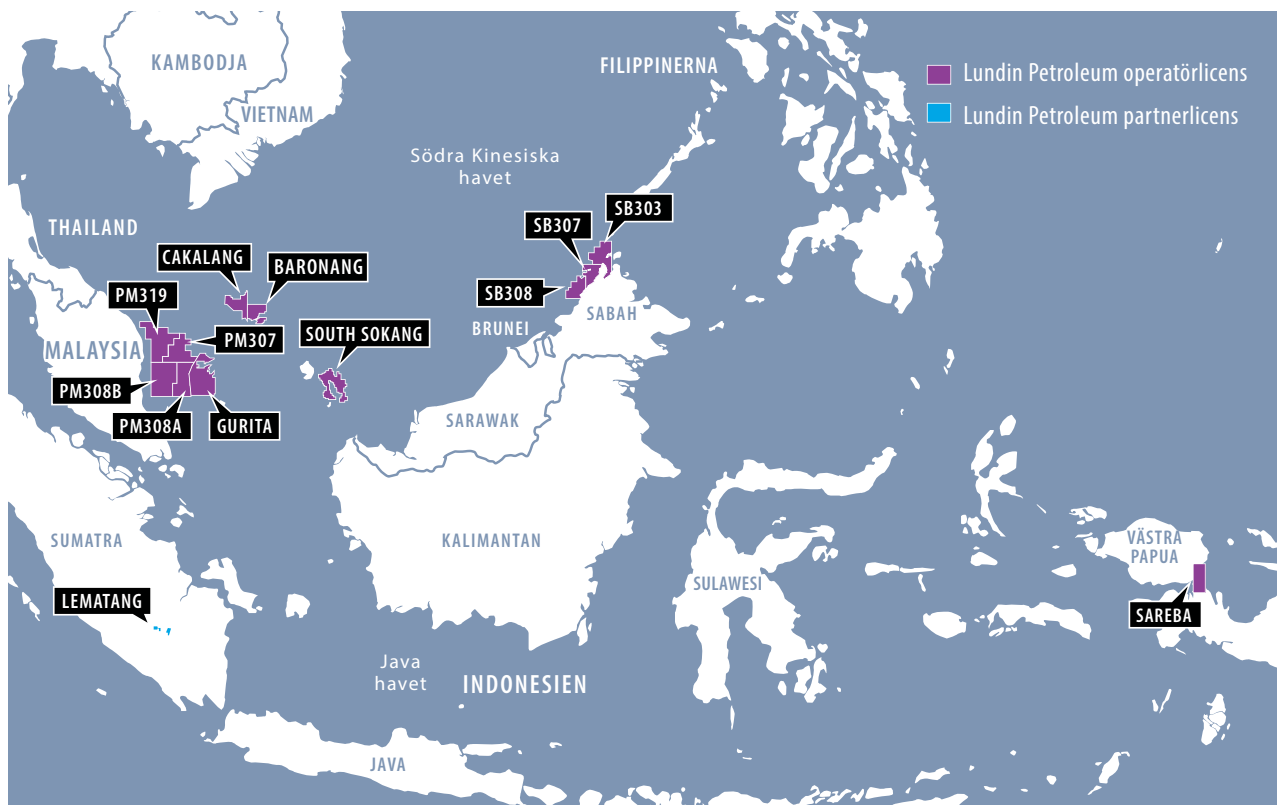 KAMBODJA
FILIPPINERNA
Lundin Petroleum operatörlicens
VIETNAM
Lundin Petroleum partnerlicens
Södra Kinesiska
havet
THAILAND
SB303
SB307
CAKALANG
BARONANG
PM319
SB308
SABAH
BRUNEI
SOUTH SOKANG
PM307
MALAYSIA
PM308B
SARAWAK
PM308A
GURITA
SUMATRA
KALIMANTAN
VÄSTRA
PAPUA
SULAWESI
LEMATANG
SAREBA
Java
havet
INDONESIEN
JAVA